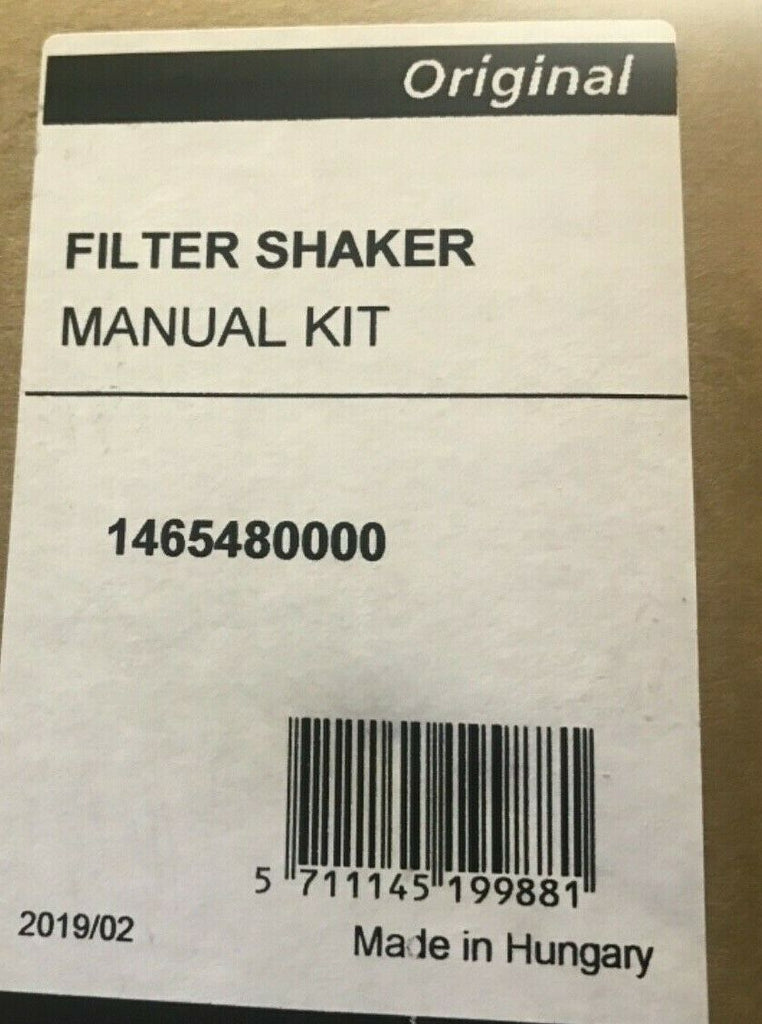 Original
FILTER SHAKER
MANUAL KIT
1465480000
5 711145 199881
2019/02
Made in Hungary